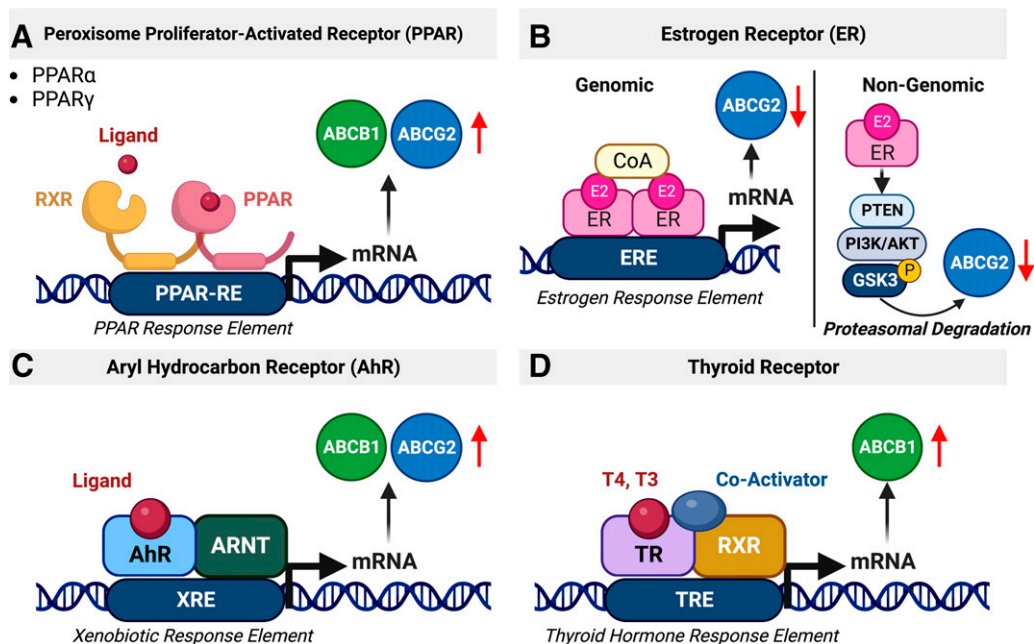 A Peroxisome Proliferator-Activated Receptor (PPAR)
• PPARα
• PPARγ
Ligand
RXR
PPAR
ABCB1
ABCG2
mRNA
PPAR-RE
PPAR Response Element
B Estrogen Receptor (ER)
Genomic
ABCG2
CoA
E2
E2
ER
ER
mRNA
ERE
Estrogen Response Element
Non-Genomic
E2
ER
PTEN
PI3K/AKT
GSK3
P
ABCG2
Proteasomal Degradation
C Aryl Hydrocarbon Receptor (AhR)
ABCB1
ABCG2
Ligand
AhR
ARNT
mRNA
XRE
Xenobiotic Response Element
D Thyroid Receptor
ABCB1
T4, T3
Co-Activator
TR
RXR
mRNA
TRE
Thyroid Hormone Response Element